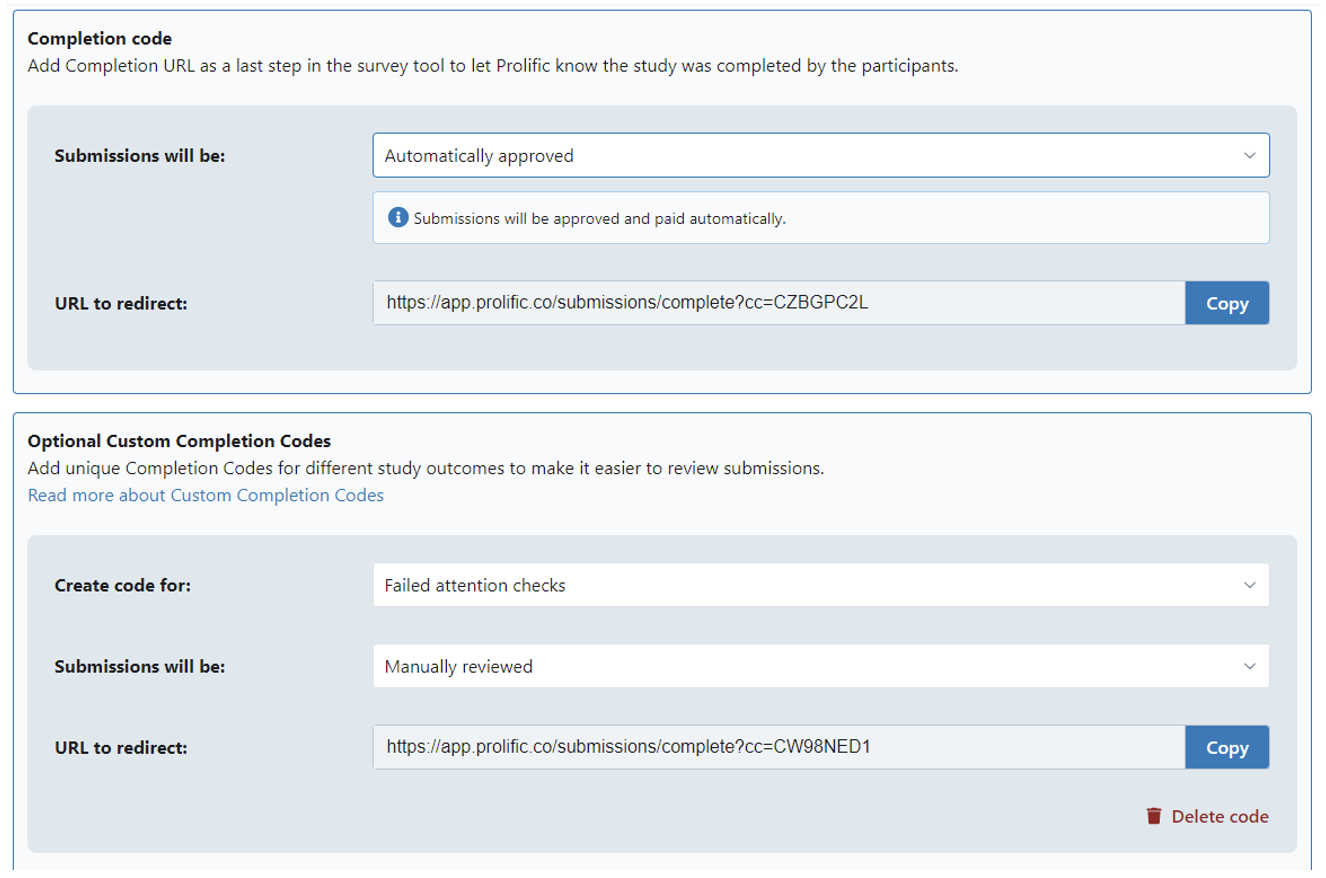 Completion code
Add Completion URL as a last step in the survey tool to let Prolific know the study was completed by the participants.
Submissions will be:
Automatically approved
Submissions will be approved and paid automatically.
URL to redirect:
https://app.prolific.co/submissions/complete?cc=CZBGPC2L
Copy
Optional Custom Completion Codes
Add unique Completion Codes for different study outcomes to make it easier to review submissions.
Read more about Custom Completion Codes
Create code for:
Failed attention checks
Submissions will be:
Manually reviewed
URL to redirect:
https://app.prolific.co/submissions/complete?cc=CW98NED1
Copy
Delete code